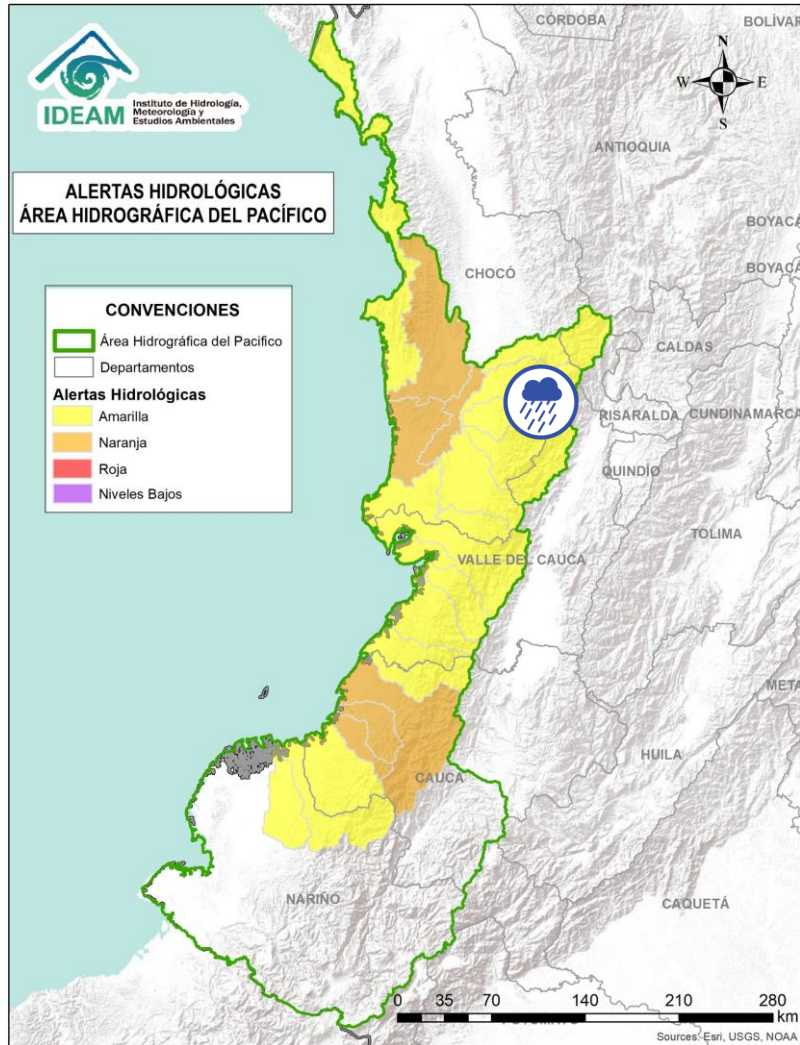 IDEAM
Instituto de Hidrología,
Meteorología y
Estudios Ambientales
ALERTAS HIDROLÓGICAS
ÁREA HIDROGRÁFICA DEL PACÍFICO
CONVENCIONES
Área Hidrográfica del Pacifico
Departamentos
Alertas Hidrológicas
Amarilla
Naranja
Roja
Niveles Bajos
CÓRDOBA
BOLÍVAR
N
W
E
S
ANTIOQUIA
BOYACÁ
BOYACÁ
CHOCÓ
CALDAS
RISARALDA
CUNDINAMARCA
QUINDÍO
TOLIMA
VALLE DEL CAUCA
META
HUILA
CAUCA
NARIÑO
CAQUETÁ
0 35 70 140 210 280
km
Sources: Esri, USGS, NOAA